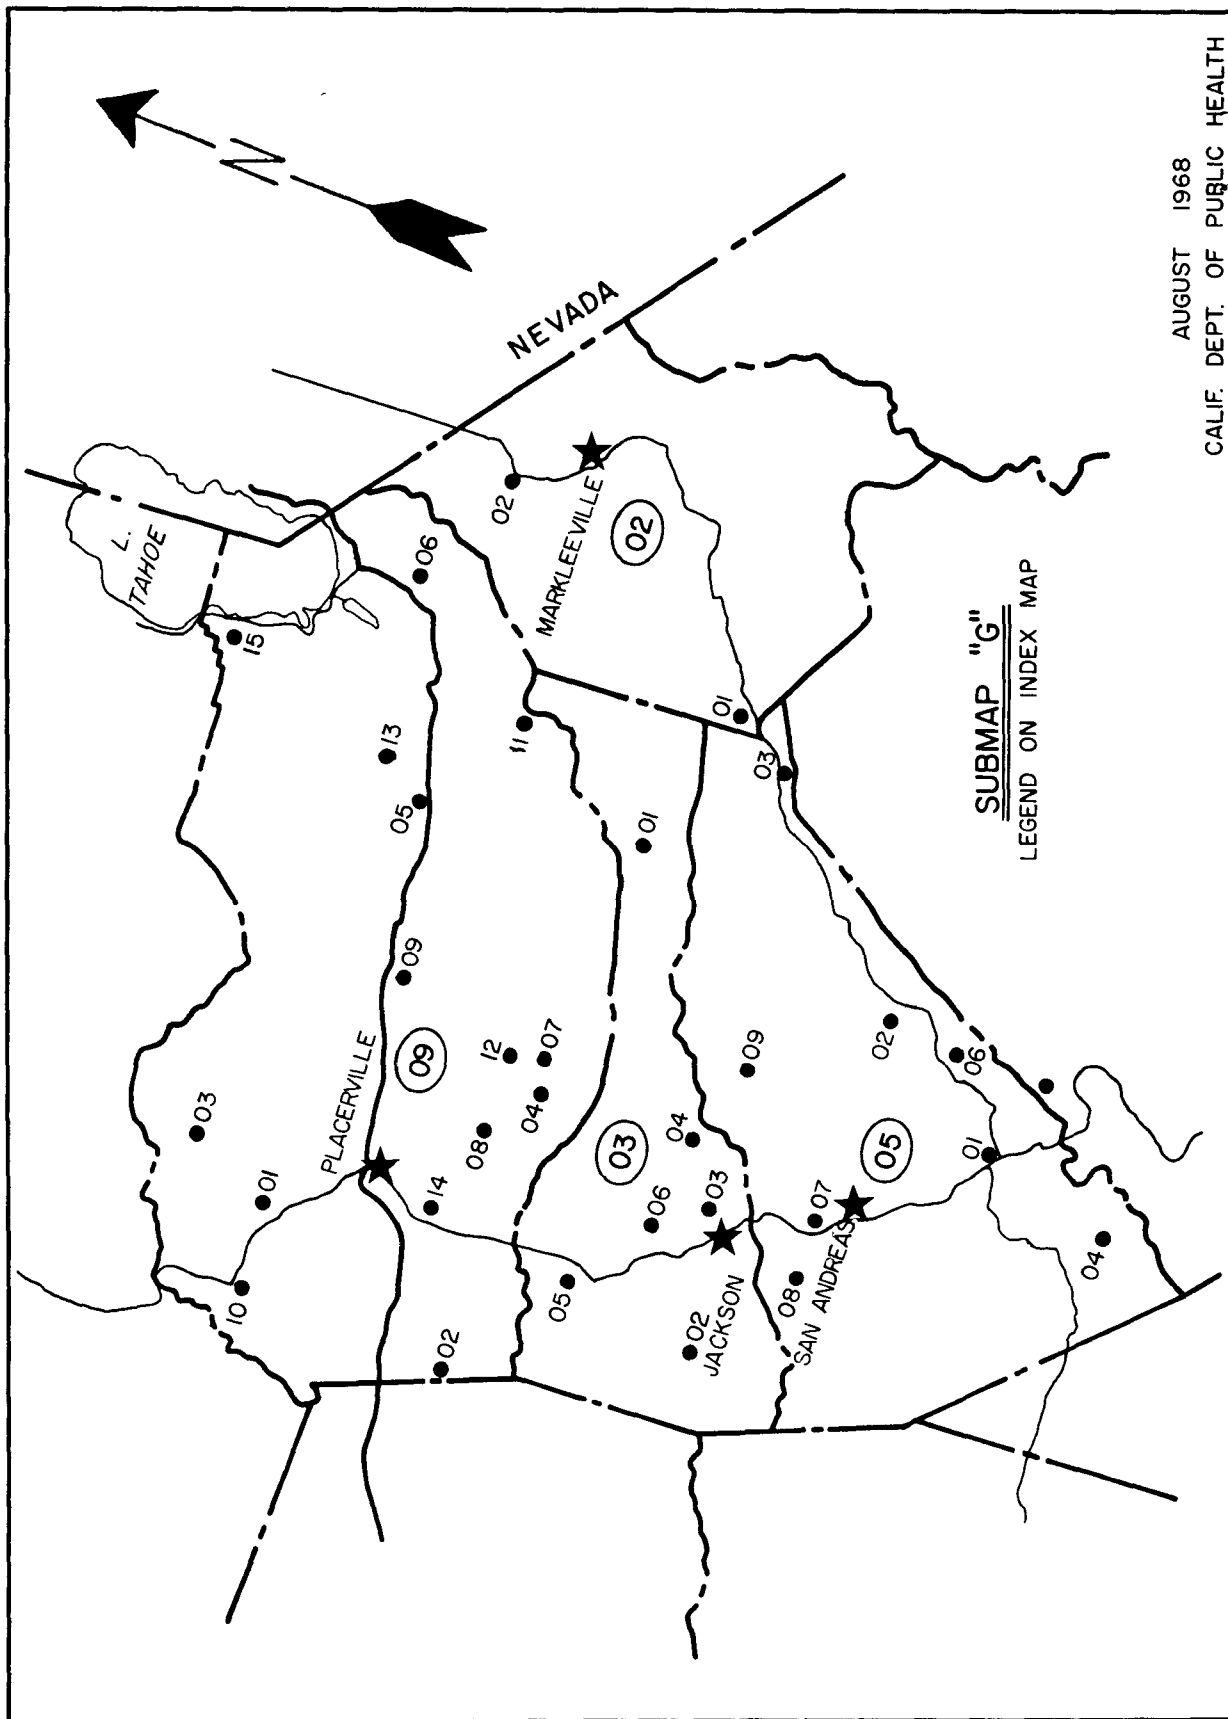 N
NEVADA
L.
TAHOE
15
06
02
MARKLEEVILLE
02
13
05
11
01
01
03
09
PLACERVILLE
09
12
07
04
08
03
01
14
10
02
03
04
06
03
05
02
JACKSON
09
02
06
05
01
07
08
SAN ANDREAS
04
SUBMAP "G"
LEGEND ON INDEX MAP
AUGUST 1968
CALIF. DEPT. OF PUBLIC HEALTH